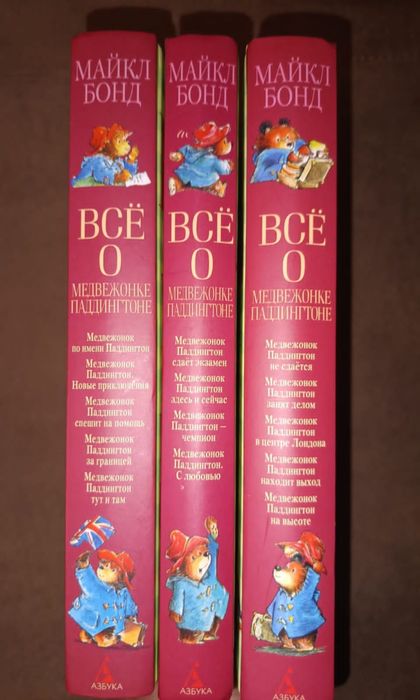 МАЙКЛ
БОНД
ВСЁ
О
МЕДВЕЖОНКЕ
ПАДДИНГТОНЕ
Медвежонок
по имени Паддингтон
Медвежонок
Паддингтон.
Новые приключения
Медвежонок
Паддингтон
спешит на помощь
Медвежонок
Паддингтон
за границей
Медвежонок
Паддингтон
тут и там
АЗБУКА
МАЙКЛ
БОНД
ВСЁ
О
МЕДВЕЖОНКЕ
ПАДДИНГТОНЕ
Медвежонок
Паддингтон
сдаёт экзамен
Медвежонок
Паддингтон
здесь и сейчас
Медвежонок
Паддингтон —
чемпион
Медвежонок
Паддингтон.
С любовью
АЗБУКА
МАЙКЛ
БОНД
ВСЁ
О
МЕДВЕЖОНКЕ
ПАДДИНГТОНЕ
Медвежонок
Паддингтон
не сдаётся
Медвежонок
Паддингтон
занят делом
Медвежонок
Паддингтон
в центре Лондона
Медвежонок
Паддингтон
находит выход
Медвежонок
Паддингтон
на высоте
АЗБУКА